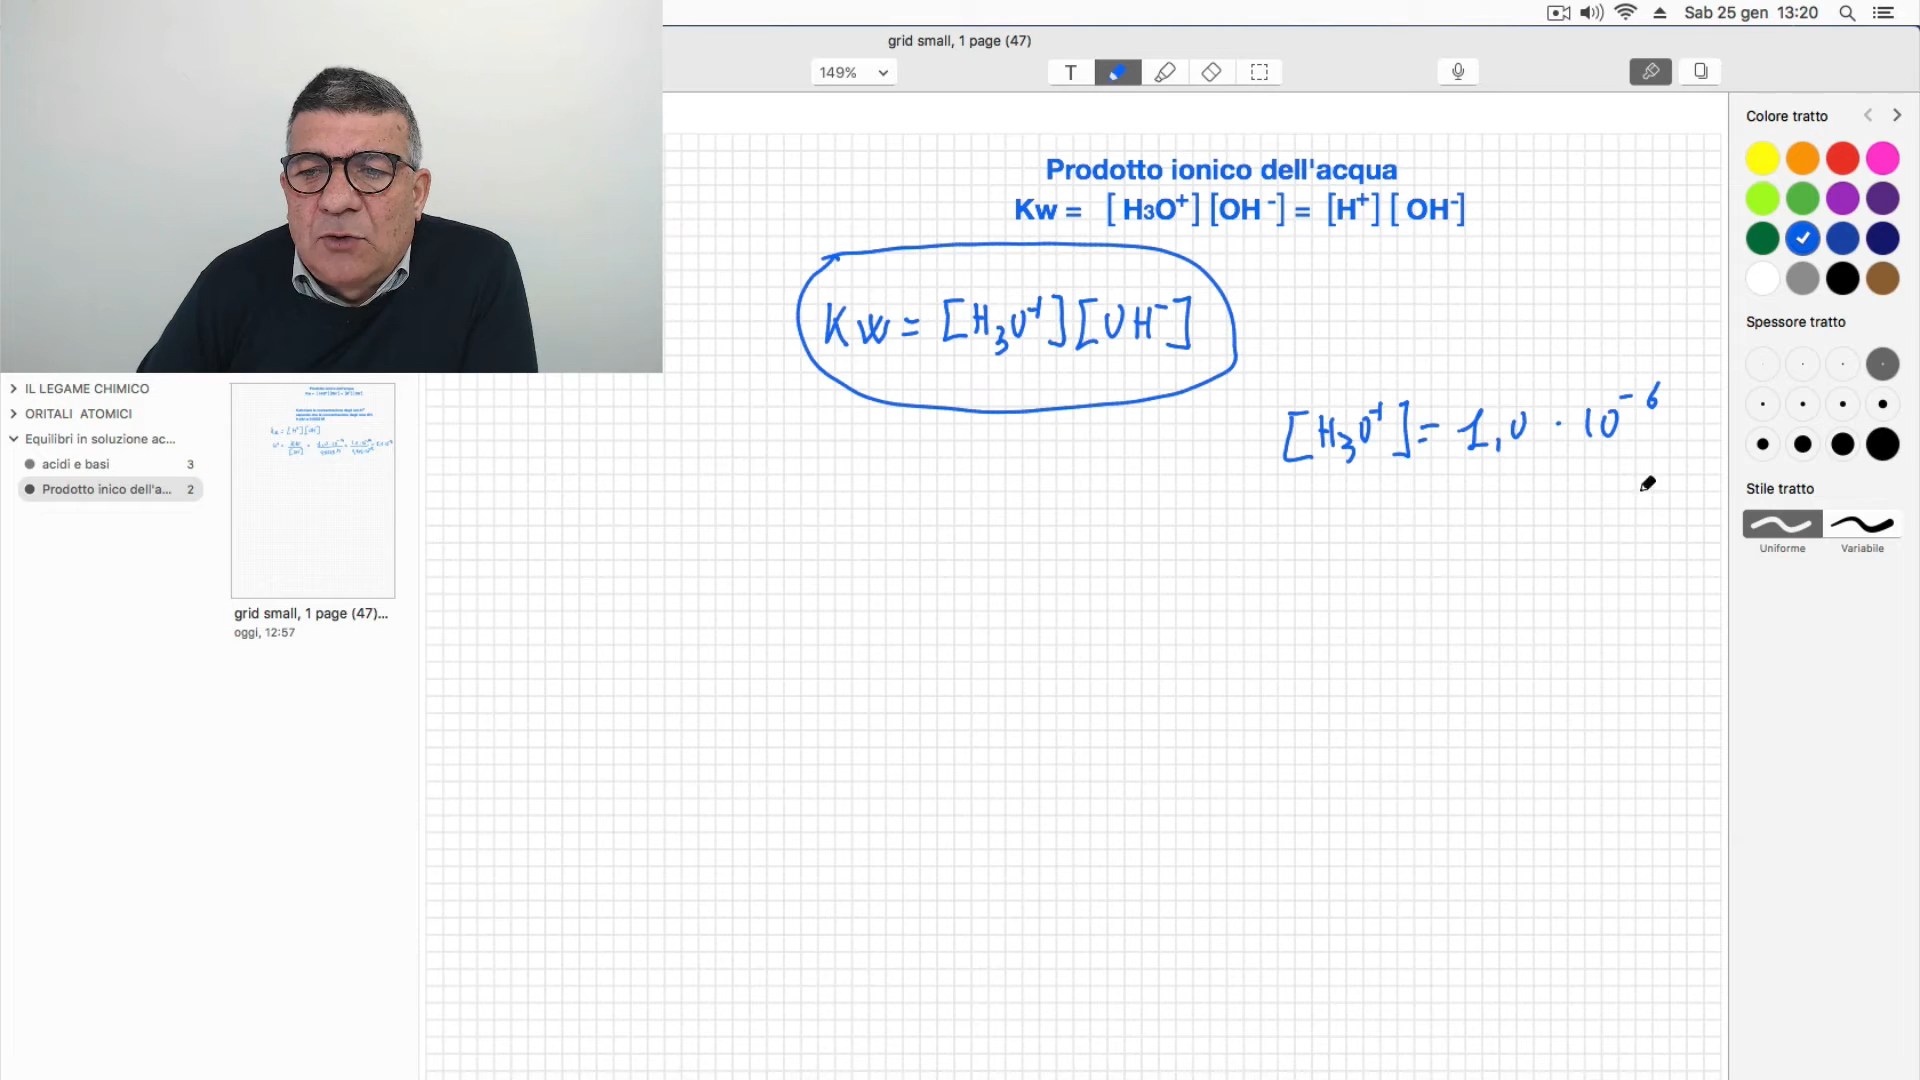 Sab 25 gen 13:20
grid small, 1 page (47)
149%
T
Prodotto ionico dell'acqua
Kw = [ H3O+] [OH -] = [H+] [ OH-]
Kw = [H3O+] [OH-]
[H3O+] = 1,0 · 10-6
IL LEGAME CHIMICO
ORITALI ATOMICI
Equilibri in soluzione ac...
acidi e basi 3
Prodotto inico dell'a... 2
grid small, 1 page (47)...
oggi, 12:57
Colore tratto
Spessore tratto
Stile tratto
Uniforme Variabile